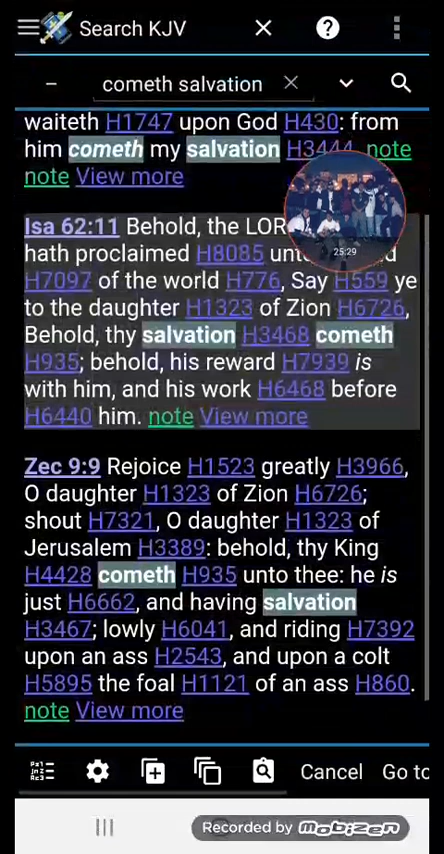 Search KJV
cometh salvation
waiteth H1747 upon God H430: from
him cometh my salvation H3444. note
note View more
Isa 62:11 Behold, the LOR
hath proclaimed H8085 unt d
H7097 of the world H776, Say H559 ye
to the daughter H1323 of Zion H6726,
Behold, thy salvation H3468 cometh
H935; behold, his reward H7939 is
with him, and his work H6468 before
H6440 him. note View more
Zec 9:9 Rejoice H1523 greatly H3966,
O daughter H1323 of Zion H6726;
shout H7321, O daughter H1323 of
Jerusalem H3389: behold, thy King
H4428 cometh H935 unto thee: he is
just H6662, and having salvation
H3467; lowly H6041, and riding H7392
upon an ass H2543, and upon a colt
H5895 the foal H1121 of an ass H860.
note View more
25:29
Cancel Go to
Recorded by mobizen